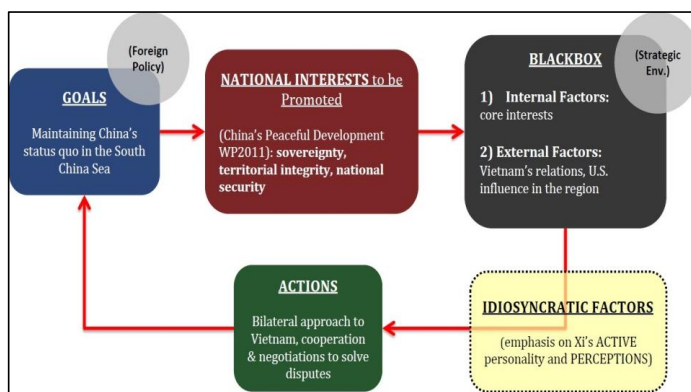 (Foreign
Policy)
GOALS
Maintaining China's
status quo in the South
China Sea
NATIONAL INTERESTS to be
Promoted
(China's Peaceful Development
WP2011): sovereignty,
territorial integrity, national
security
BLACKBOX
(Strategic
Env.)
1) Internal Factors:
core interests
2) External Factors:
Vietnam's relations, U.S.
influence in the region
ACTIONS
Bilateral approach to
Vietnam, cooperation
& negotiations to solve
disputes
IDIOSYNCRATIC FACTORS
(emphasis on Xi's ACTIVE
personality and PERCEPTIONS)